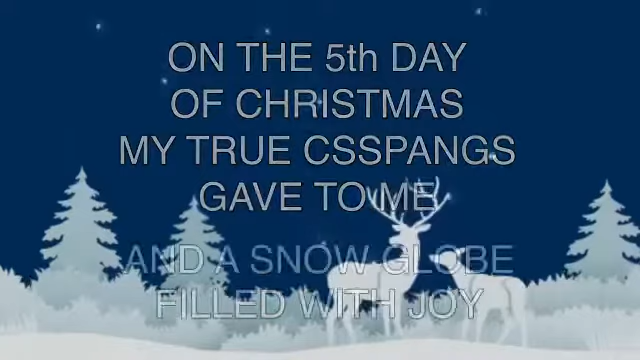 ON THE 5th DAY
OF CHRISTMAS
MY TRUE CSSPANGS
GAVE TO ME
AND A SNOW GLOBE
FILLED WITH JOY